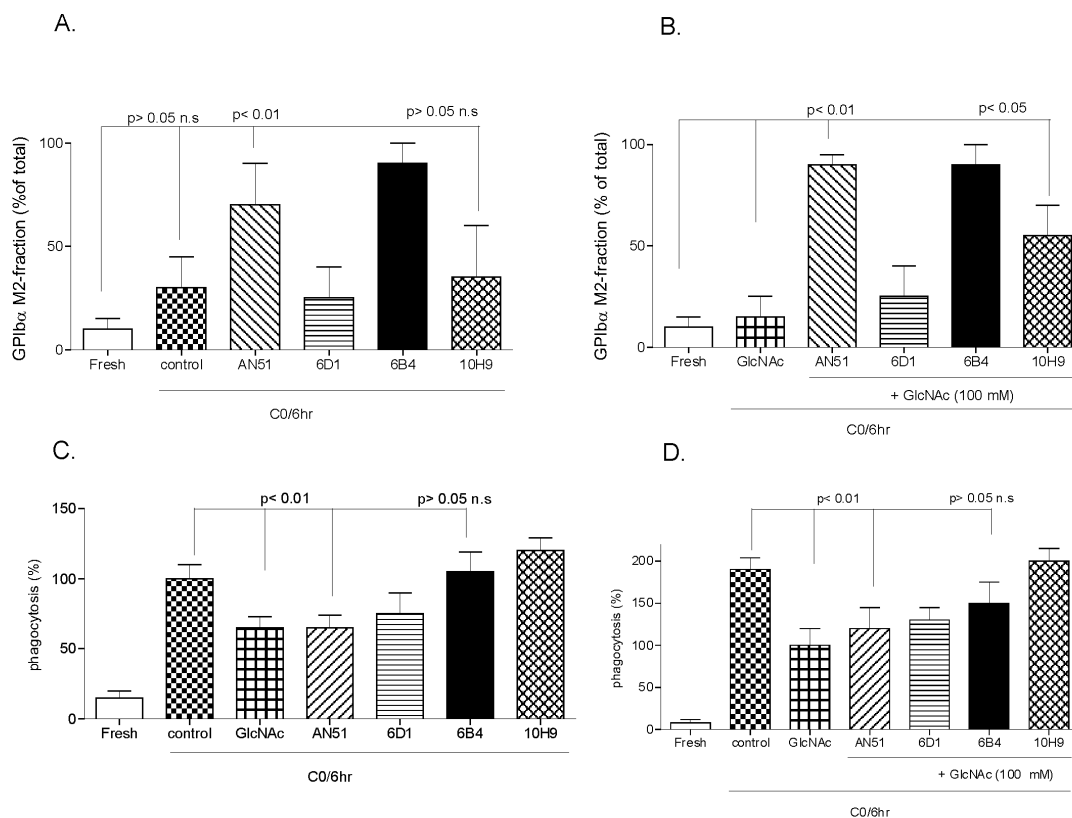 A.
p> 0.05 n.s
p< 0.01
p> 0.05 n.s
GPIbα M2-fraction (%of total)
100
50
0
Fresh control AN51 6D1 6B4 10H9
C0/6hr
B.
p< 0.01
p< 0.05
GPIbα M2-fraction (% of total)
100
50
0
Fresh GlcNAc AN51 6D1 6B4 10H9
+ GlcNAc (100 mM)
C0/6hr
C.
p< 0.01
p> 0.05 n.s
phagocytosis (%)
150
100
50
0
Fresh control GlcNAc AN51 6D1 6B4 10H9
C0/6hr
D.
p< 0.01
p> 0.05 n.s
phagocytosis (%)
200
150
100
50
0
Fresh control GlcNAc AN51 6D1 6B4 10H9
+ GlcNAc (100 mM)
C0/6hr